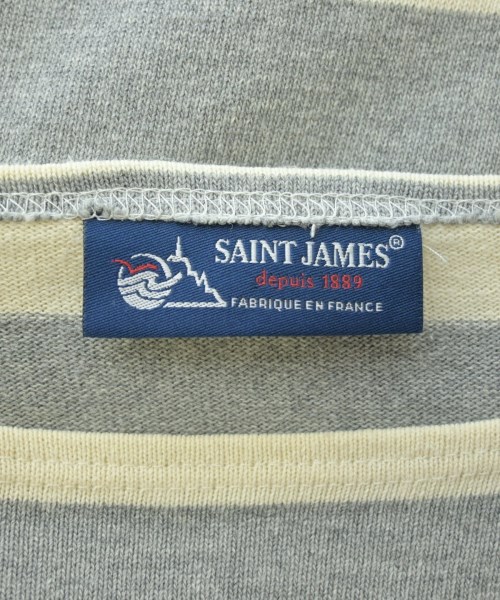 SAINT JAMES®
depuis 1889
FABRIQUE EN FRANCE